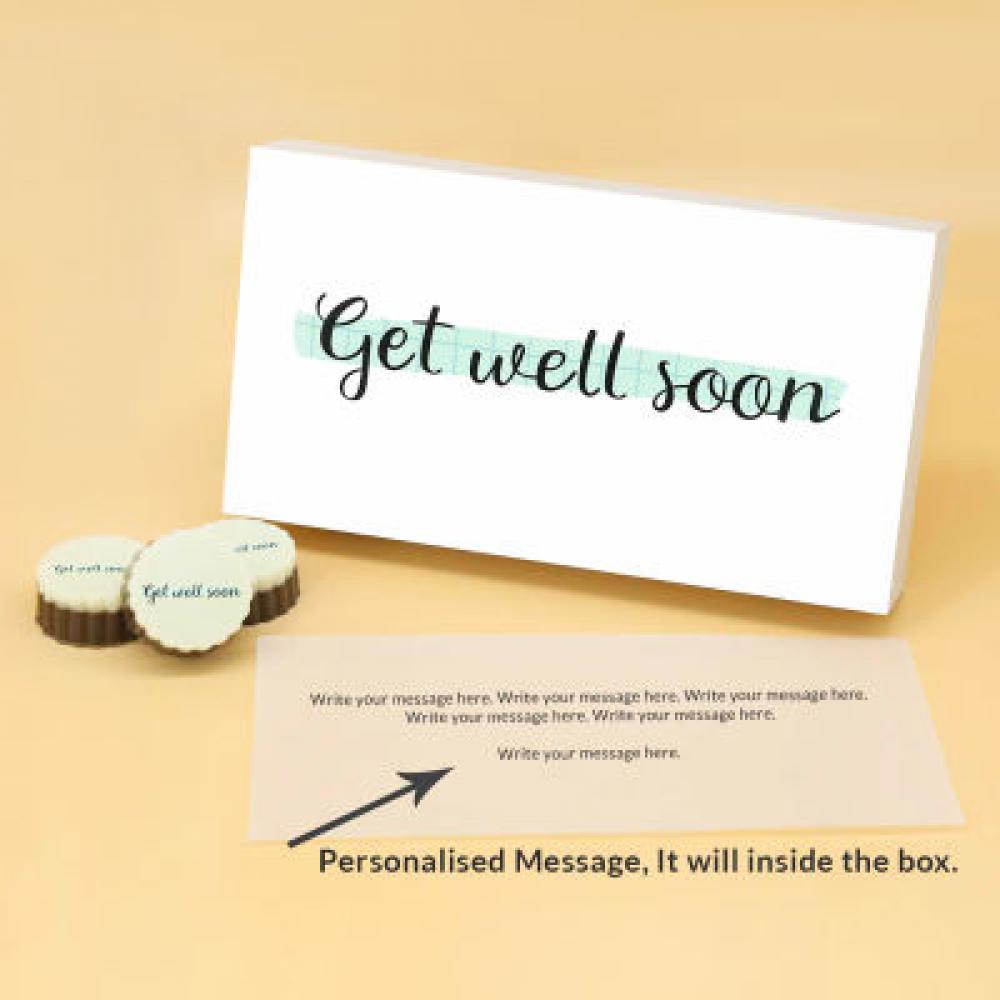 Get well soon
Get well soon
Get well soon
Write your message here. Write your message here. Write your message here.
Write your message here. Write your message here.
Write your message here.
Personalised Message, It will inside the box.